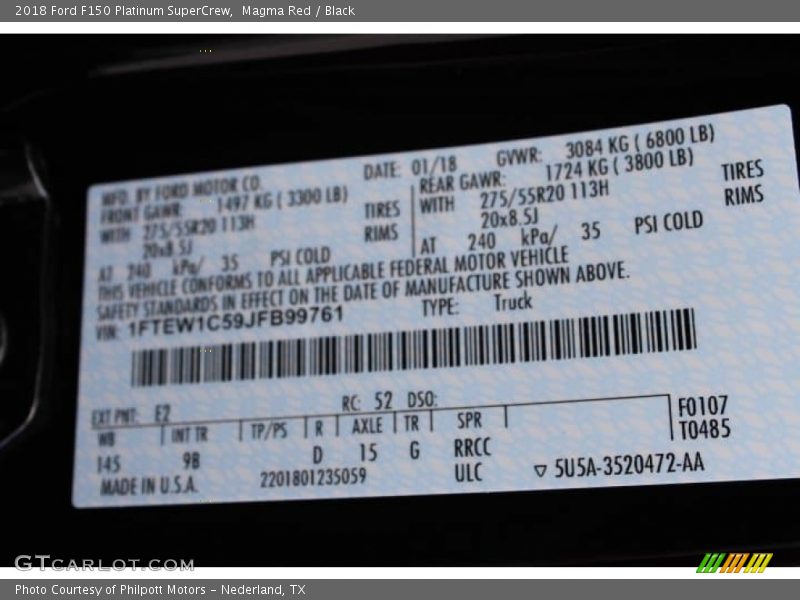 2018 Ford F150 Platinum SuperCrew, Magma Red / Black
MFD. BY FORD MOTOR CO. DATE: 01/18 GVWR: 3084 KG ( 6800 LB)
FRONT GAWR: 1497 KG ( 3300 LB) REAR GAWR: 1724 KG ( 3800 LB)
WITH 275/55R20 113H TIRES WITH 275/55R20 113H TIRES
20x8.5J RIMS 20x8.5J RIMS
AT 240 kPa/ 35 PSI COLD AT 240 kPa/ 35 PSI COLD
THIS VEHICLE CONFORMS TO ALL APPLICABLE FEDERAL MOTOR VEHICLE
SAFETY STANDARDS IN EFFECT ON THE DATE OF MANUFACTURE SHOWN ABOVE.
VIN: 1FTEW1C59JFB99761 TYPE: Truck
EXT PNT: E2 RC: 52 DSO:
WB INT TR TP/PS R AXLE TR SPR F0107
T0485
145 9B D 15 G RRCC
MADE IN U.S.A. 2201801235059 ULC ▽ 5U5A-3520472-AA
GTCARLOT.COM
Photo Courtesy of Philpott Motors - Nederland, TX